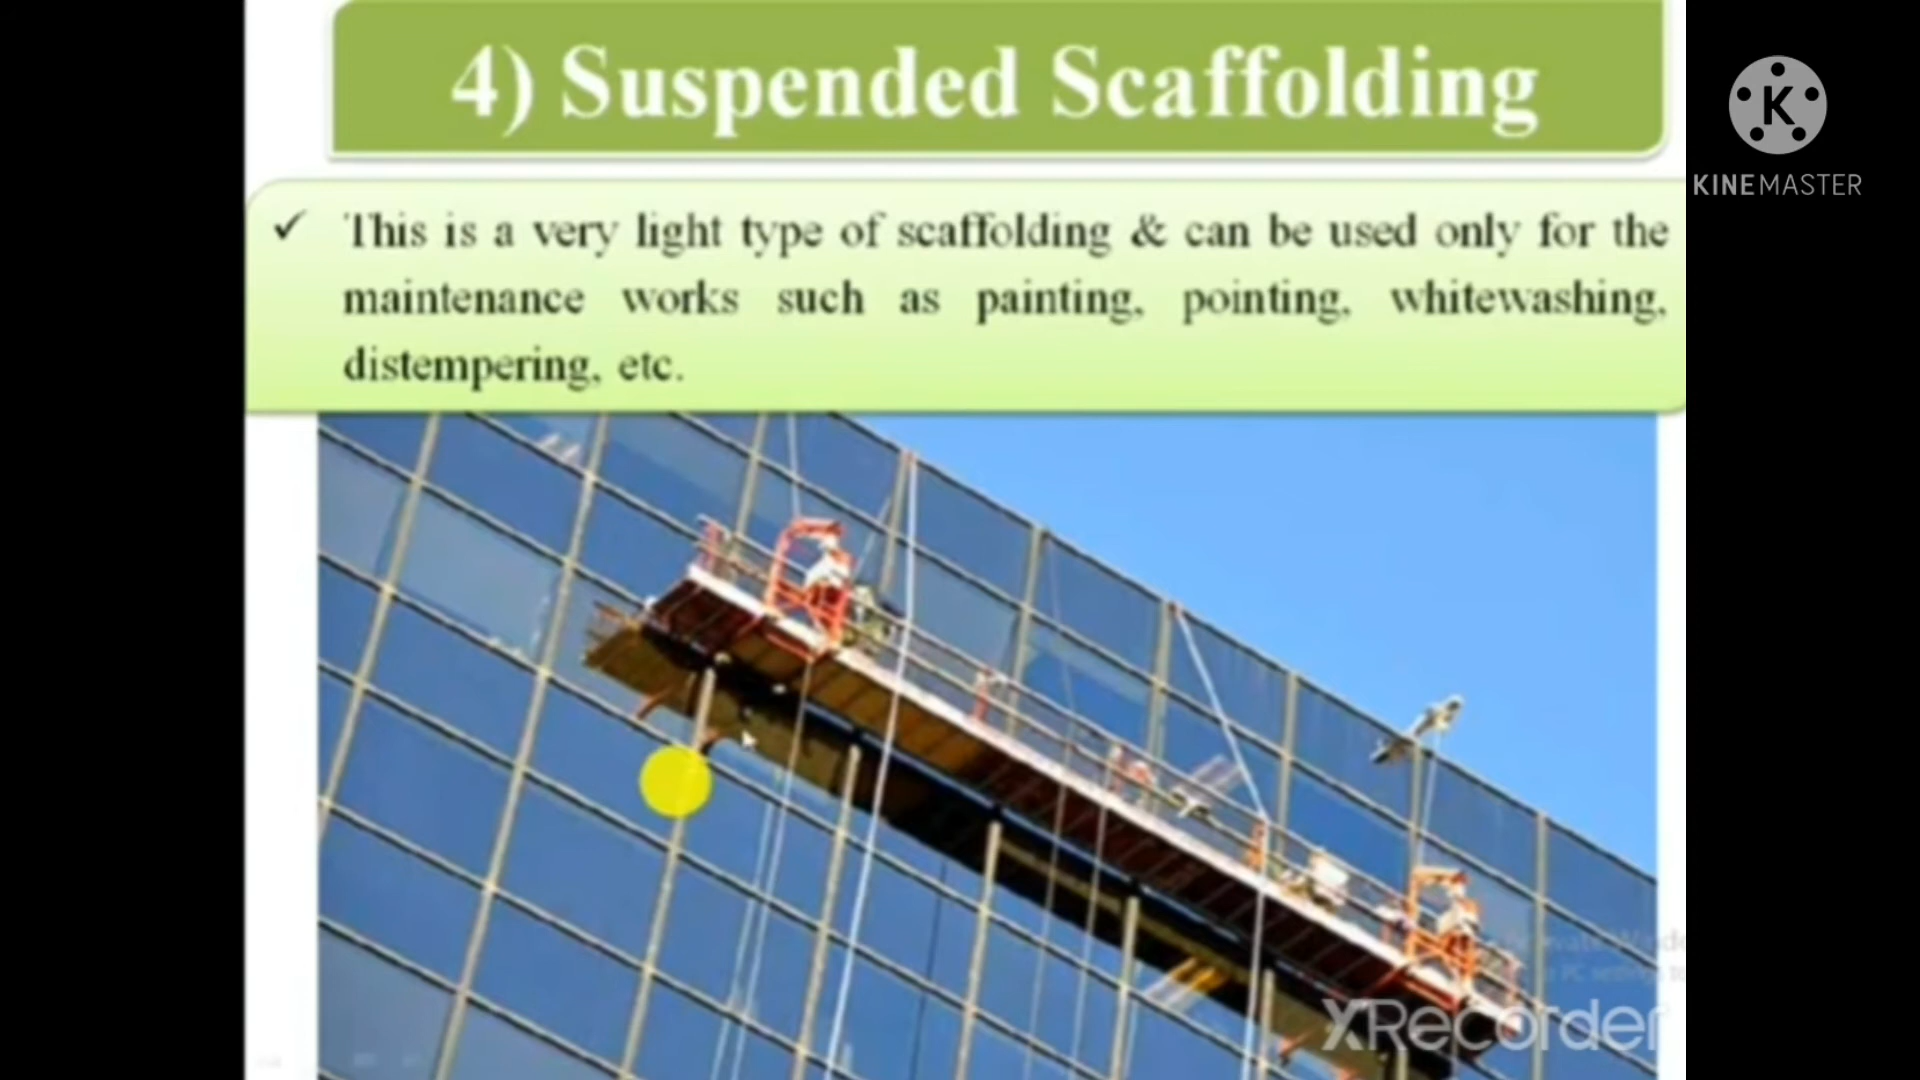 4) Suspended Scaffolding
K
KINEMASTER
✓ This is a very light type of scaffolding & can be used only for the
maintenance works such as painting, pointing, whitewashing,
distempering, etc.
XRecorder